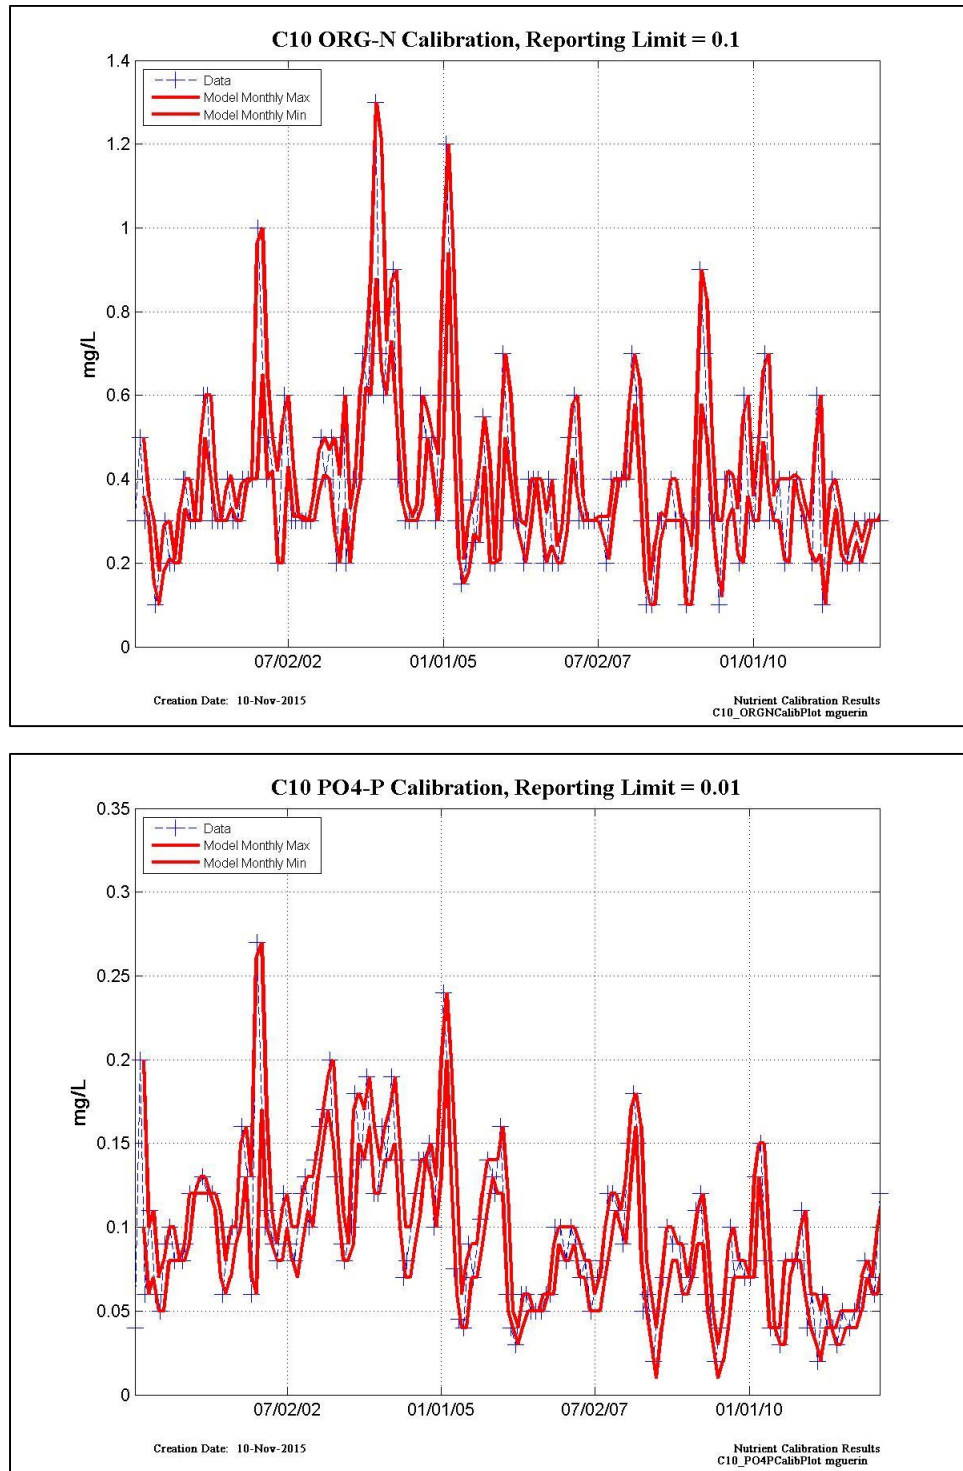 C10 ORG-N Calibration, Reporting Limit = 0.1
1.4
1.2
1
0.8
0.6
0.4
0.2
0
mg/L
Data
Model Monthly Max
Model Monthly Min
07/02/02
01/01/05
07/02/07
01/01/10
Creation Date: 10-Nov-2015
Nutrient Calibration Results
C10_ORGNCalibPlot mguerin
C10 PO4-P Calibration, Reporting Limit = 0.01
0.35
0.3
0.25
0.2
0.15
0.1
0.05
0
mg/L
Data
Model Monthly Max
Model Monthly Min
07/02/02
01/01/05
07/02/07
01/01/10
Creation Date: 10-Nov-2015
Nutrient Calibration Results
C10_PO4PCalibPlot mguerin